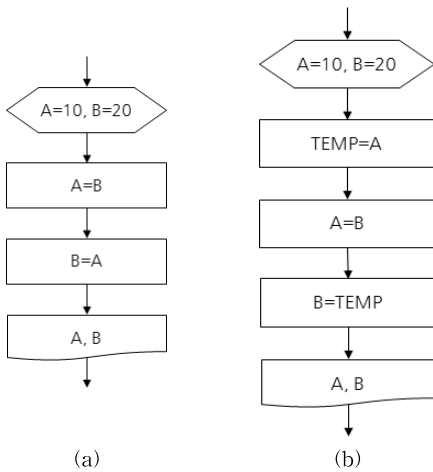 A=10, B=20
A=B
B=A
A, B
(a)
A=10, B=20
TEMP=A
A=B
B=TEMP
A, B
(b)